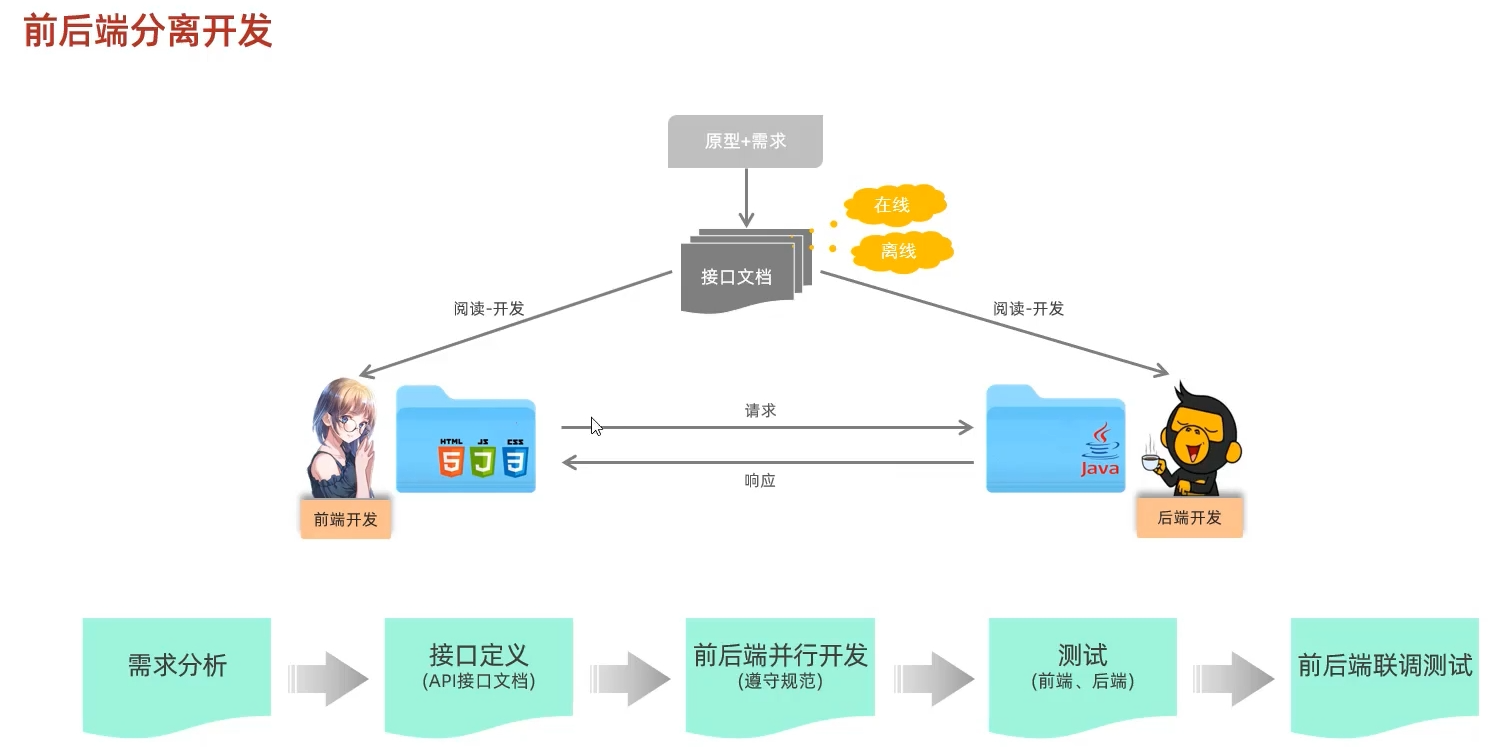 前后端分离开发
原型+需求
在线
离线
接口文档
阅读-开发
阅读-开发
请求
响应
HTML JS CSS
5 J 3
Java
前端开发
后端开发
需求分析
接口定义
(API接口文档)
前后端并行开发
(遵守规范)
测试
(前端、后端)
前后端联调测试